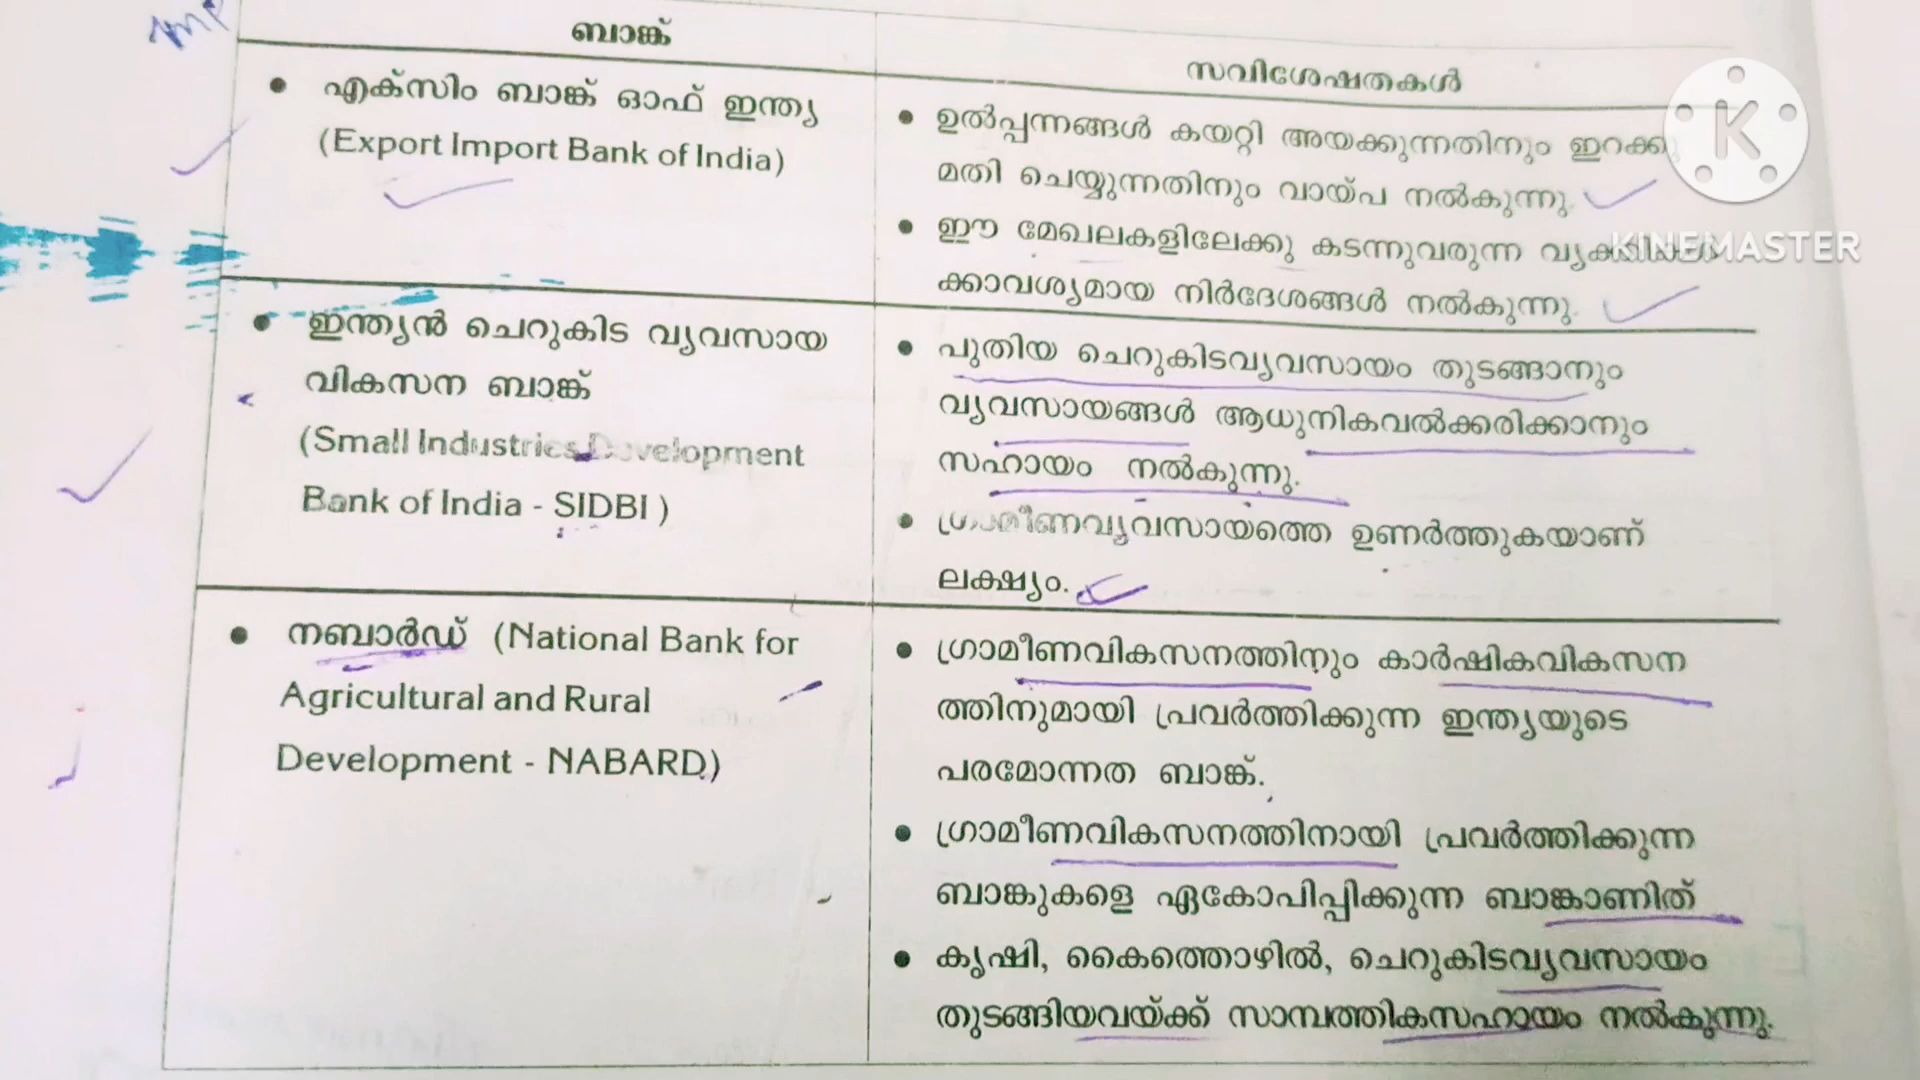 Imp
ബാങ്ക്
സവിശേഷതകൾ
• എക്സിം ബാങ്ക് ഓഫ് ഇന്ത്യ
(Export Import Bank of India)
• ഉൽപ്പന്നങ്ങൾ കയറ്റി അയക്കുന്നതിനും ഇറക്കു
മതി ചെയ്യുന്നതിനും വായ്പ നൽകുന്നു.
• ഈ മേഖലകളിലേക്കു കടന്നുവരുന്ന
ക്കാവശ്യമായ നിർദേശങ്ങൾ നൽകുന്നു.
• ഇന്ത്യൻ ചെറുകിട വ്യവസായ
വികസന ബാങ്ക്
(Small Industries Development
Bank of India - SIDBI )
• പുതിയ ചെറുകിടവ്യവസായം തുടങ്ങാനും
വ്യവസായങ്ങൾ ആധുനികവൽക്കരിക്കാനും
സഹായം നൽകുന്നു.
• ഗ്രാമീണവ്യവസായത്തെ ഉണർത്തുകയാണ്
ലക്ഷ്യം.
• നബാർഡ് (National Bank for
Agricultural and Rural
Development - NABARD)
• ഗ്രാമീണവികസനത്തിനും കാർഷികവികസന
ത്തിനുമായി പ്രവർത്തിക്കുന്ന ഇന്ത്യയുടെ
പരമോന്നത ബാങ്ക്.
• ഗ്രാമീണവികസനത്തിനായി പ്രവർത്തിക്കുന്ന
ബാങ്കുകളെ ഏകോപിപ്പിക്കുന്ന ബാങ്കാണിത്
• കൃഷി, കൈത്തൊഴിൽ, ചെറുകിടവ്യവസായം
തുടങ്ങിയവയ്ക്ക് സാമ്പത്തികസഹായം നൽകുന്നു.
K
KINEMASTER